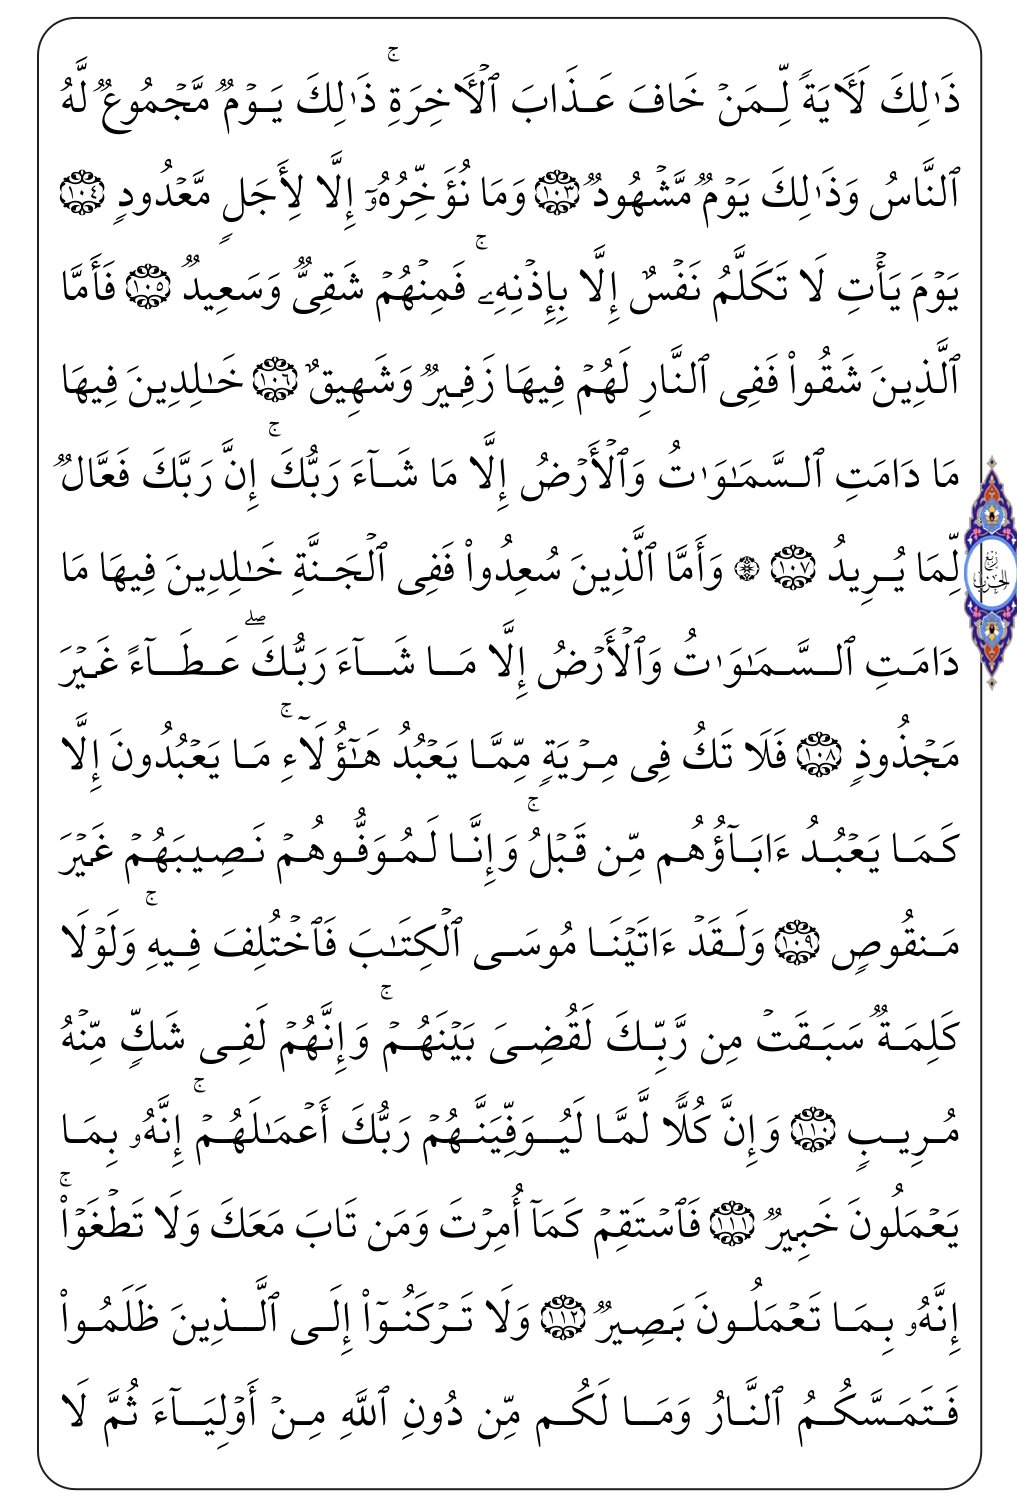 ذَٰلِكَ لَـَٔايَةً لِّمَنْ خَافَ عَذَابَ ٱلْـَٔاخِرَةِ ۚ ذَٰلِكَ يَوْمٌ مَّجْمُوعٌ لَّهُ
ٱلنَّاسُ وَذَٰلِكَ يَوْمٌ مَّشْهُودٌ ١٠٣ وَمَا نُؤَخِّرُهُۥٓ إِلَّا لِأَجَلٍ مَّعْدُودٍ ١٠٤
يَوْمَ يَأْتِ لَا تَكَلَّمُ نَفْسٌ إِلَّا بِإِذْنِهِۦ ۚ فَمِنْهُمْ شَقِىٌّ وَسَعِيدٌ ١٠٥ فَأَمَّا
ٱلَّذِينَ شَقُوا۟ فَفِى ٱلنَّارِ لَهُمْ فِيهَا زَفِيرٌ وَشَهِيقٌ ١٠٦ خَـٰلِدِينَ فِيهَا
مَا دَامَتِ ٱلسَّمَـٰوَٰتُ وَٱلْأَرْضُ إِلَّا مَا شَآءَ رَبُّكَ ۚ إِنَّ رَبَّكَ فَعَّالٌ
لِّمَا يُرِيدُ ١٠٧ ۞ وَأَمَّا ٱلَّذِينَ سُعِدُوا۟ فَفِى ٱلْجَنَّةِ خَـٰلِدِينَ فِيهَا مَا
ربع الحزب
دَامَتِ ٱلسَّمَـٰوَٰتُ وَٱلْأَرْضُ إِلَّا مَا شَآءَ رَبُّكَ ۖ عَطَآءً غَيْرَ
مَجْذُوذٍ ١٠٨ فَلَا تَكُ فِى مِرْيَةٍ مِّمَّا يَعْبُدُ هَـٰٓؤُلَآءِ ۚ مَا يَعْبُدُونَ إِلَّا
كَمَا يَعْبُدُ ءَابَآؤُهُم مِّن قَبْلُ ۚ وَإِنَّا لَمُوَفُّوهُمْ نَصِيبَهُمْ غَيْرَ
مَنقُوصٍ ١٠٩ وَلَقَدْ ءَاتَيْنَا مُوسَى ٱلْكِتَـٰبَ فَٱخْتُلِفَ فِيهِ ۚ وَلَوْلَا
كَلِمَةٌ سَبَقَتْ مِن رَّبِّكَ لَقُضِىَ بَيْنَهُمْ ۚ وَإِنَّهُمْ لَفِى شَكٍّ مِّنْهُ
مُرِيبٍ ١١٠ وَإِنَّ كُلًّا لَّمَّا لَيُوَفِّيَنَّهُمْ رَبُّكَ أَعْمَـٰلَهُمْ ۚ إِنَّهُۥ بِمَا
يَعْمَلُونَ خَبِيرٌ ١١١ فَٱسْتَقِمْ كَمَآ أُمِرْتَ وَمَن تَابَ مَعَكَ وَلَا تَطْغَوْا۟ ۚ
إِنَّهُۥ بِمَا تَعْمَلُونَ بَصِيرٌ ١١٢ وَلَا تَرْكَنُوٓا۟ إِلَى ٱلَّذِينَ ظَلَمُوا۟
فَتَمَسَّكُمُ ٱلنَّارُ وَمَا لَكُم مِّن دُونِ ٱللَّهِ مِنْ أَوْلِيَآءَ ثُمَّ لَا